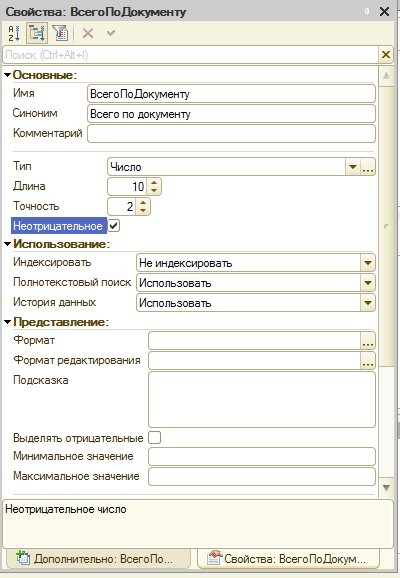 Свойства: ВсегоПоДокументу
Поиск (Ctrl+Alt+I)
Основные:
Имя ВсегоПоДокументу
Синоним Всего по документу
Комментарий
Тип Число ...
Длина 10
Точность 2
Неотрицательное
Использование:
Индексировать Не индексировать
Полнотекстовый поиск Использовать
История данных Использовать
Представление:
Формат ...
Формат редактирования ...
Подсказка
Выделять отрицательные
Минимальное значение
Максимальное значение
Неотрицательное число
Дополнительно: ВсегоПо... Свойства: ВсегоПоДокум...